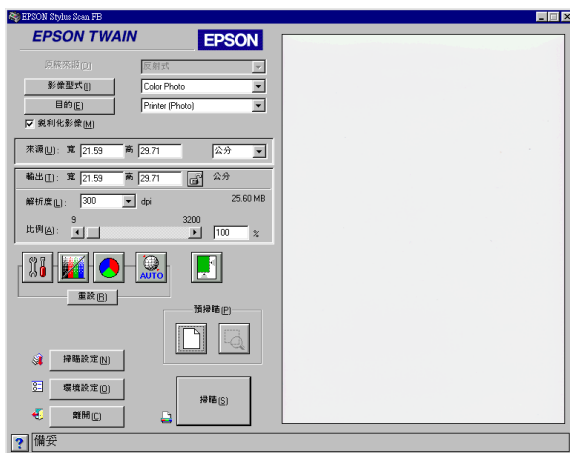 EPSON Stylus Scan FB
EPSON TWAIN
EPSON
原稿來源(O) 反射式
影像型式(I) Color Photo
目的(E) Printer (Photo)
銳利化影像(M)
來源(U): 寬 21.59 高 29.71 公分
輸出(T): 寬 21.59 高 29.71 公分
解析度(L): 300 dpi 25.60 MB
9 3200
比例(A): 100 %
AUTO
重設(R)
預掃瞄(P)
掃瞄設定(N)
環境設定(O)
掃瞄(S)
離開(C)
? 備妥